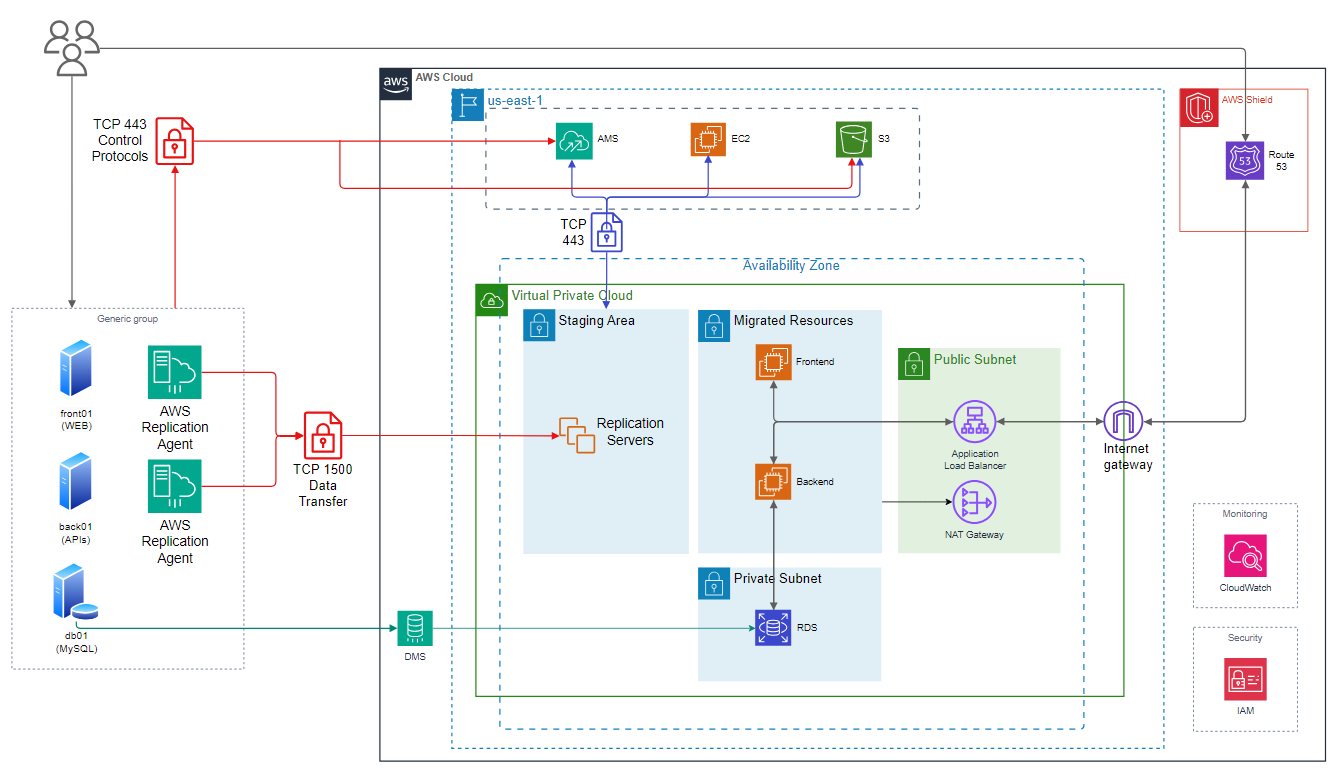 aws
AWS Cloud
us-east-1
AWS Shield
TCP 443
Control
Protocols
AMS
EC2
S3
Route
53
53
TCP
443
Availability Zone
Virtual Private Cloud
Generic group
Staging Area
Migrated Resources
Frontend
Public Subnet
front01
(WEB)
AWS
Replication
Agent
Replication
Servers
TCP 1500
Data
Transfer
Application
Load Balancer
Internet
gateway
Backend
back01
(APIs)
AWS
Replication
Agent
NAT Gateway
Monitoring
CloudWatch
Private Subnet
RDS
db01
(MySQL)
DMS
Security
IAM